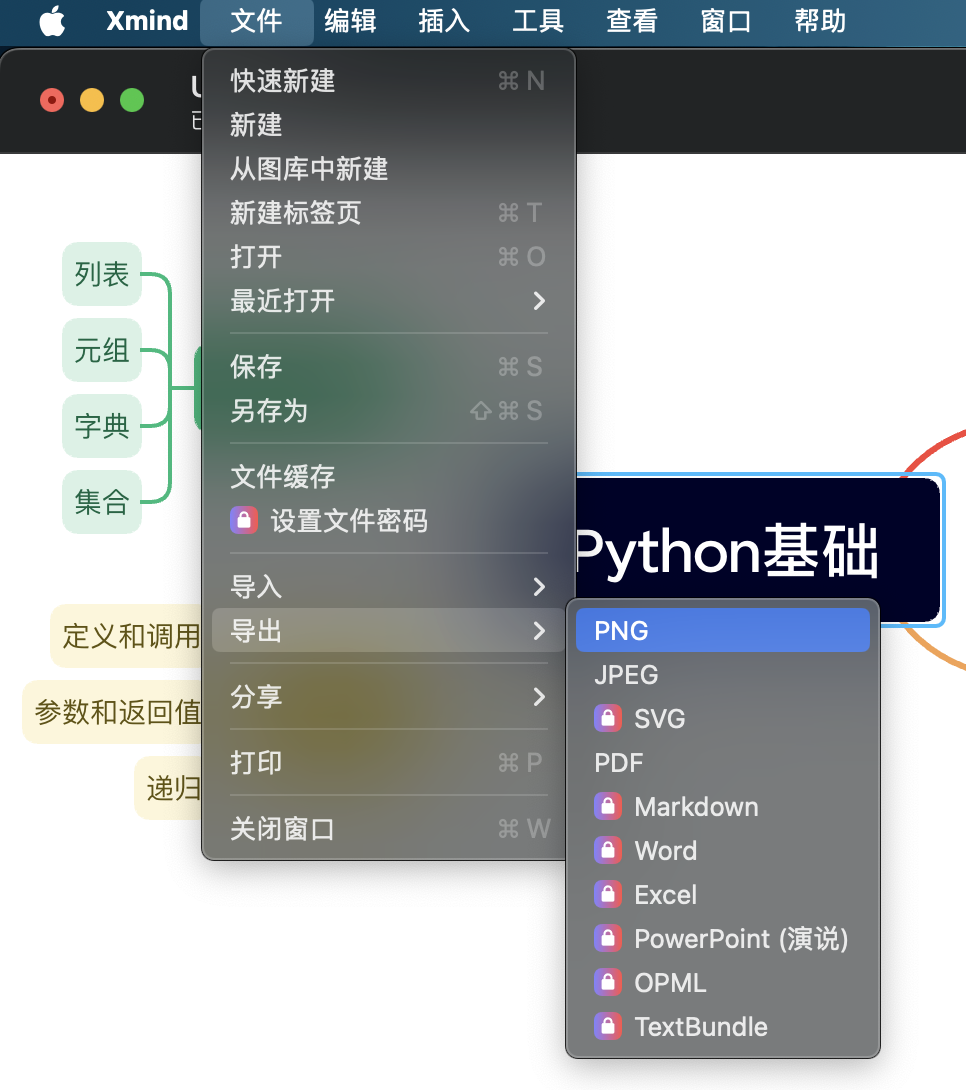 Xmind 文件 编辑 插入 工具 查看 窗口 帮助
快速新建 ⌘ N
新建
从图库中新建
新建标签页 ⌘ T
打开 ⌘ O
最近打开
保存 ⌘ S
另存为 ⇧ ⌘ S
文件缓存
设置文件密码
导入
导出
分享
打印 ⌘ P
关闭窗口 ⌘ W
PNG
JPEG
SVG
PDF
Markdown
Word
Excel
PowerPoint (演说)
OPML
TextBundle
列表
元组
字典
集合
定义和调用
参数和返回值
递归
Python基础